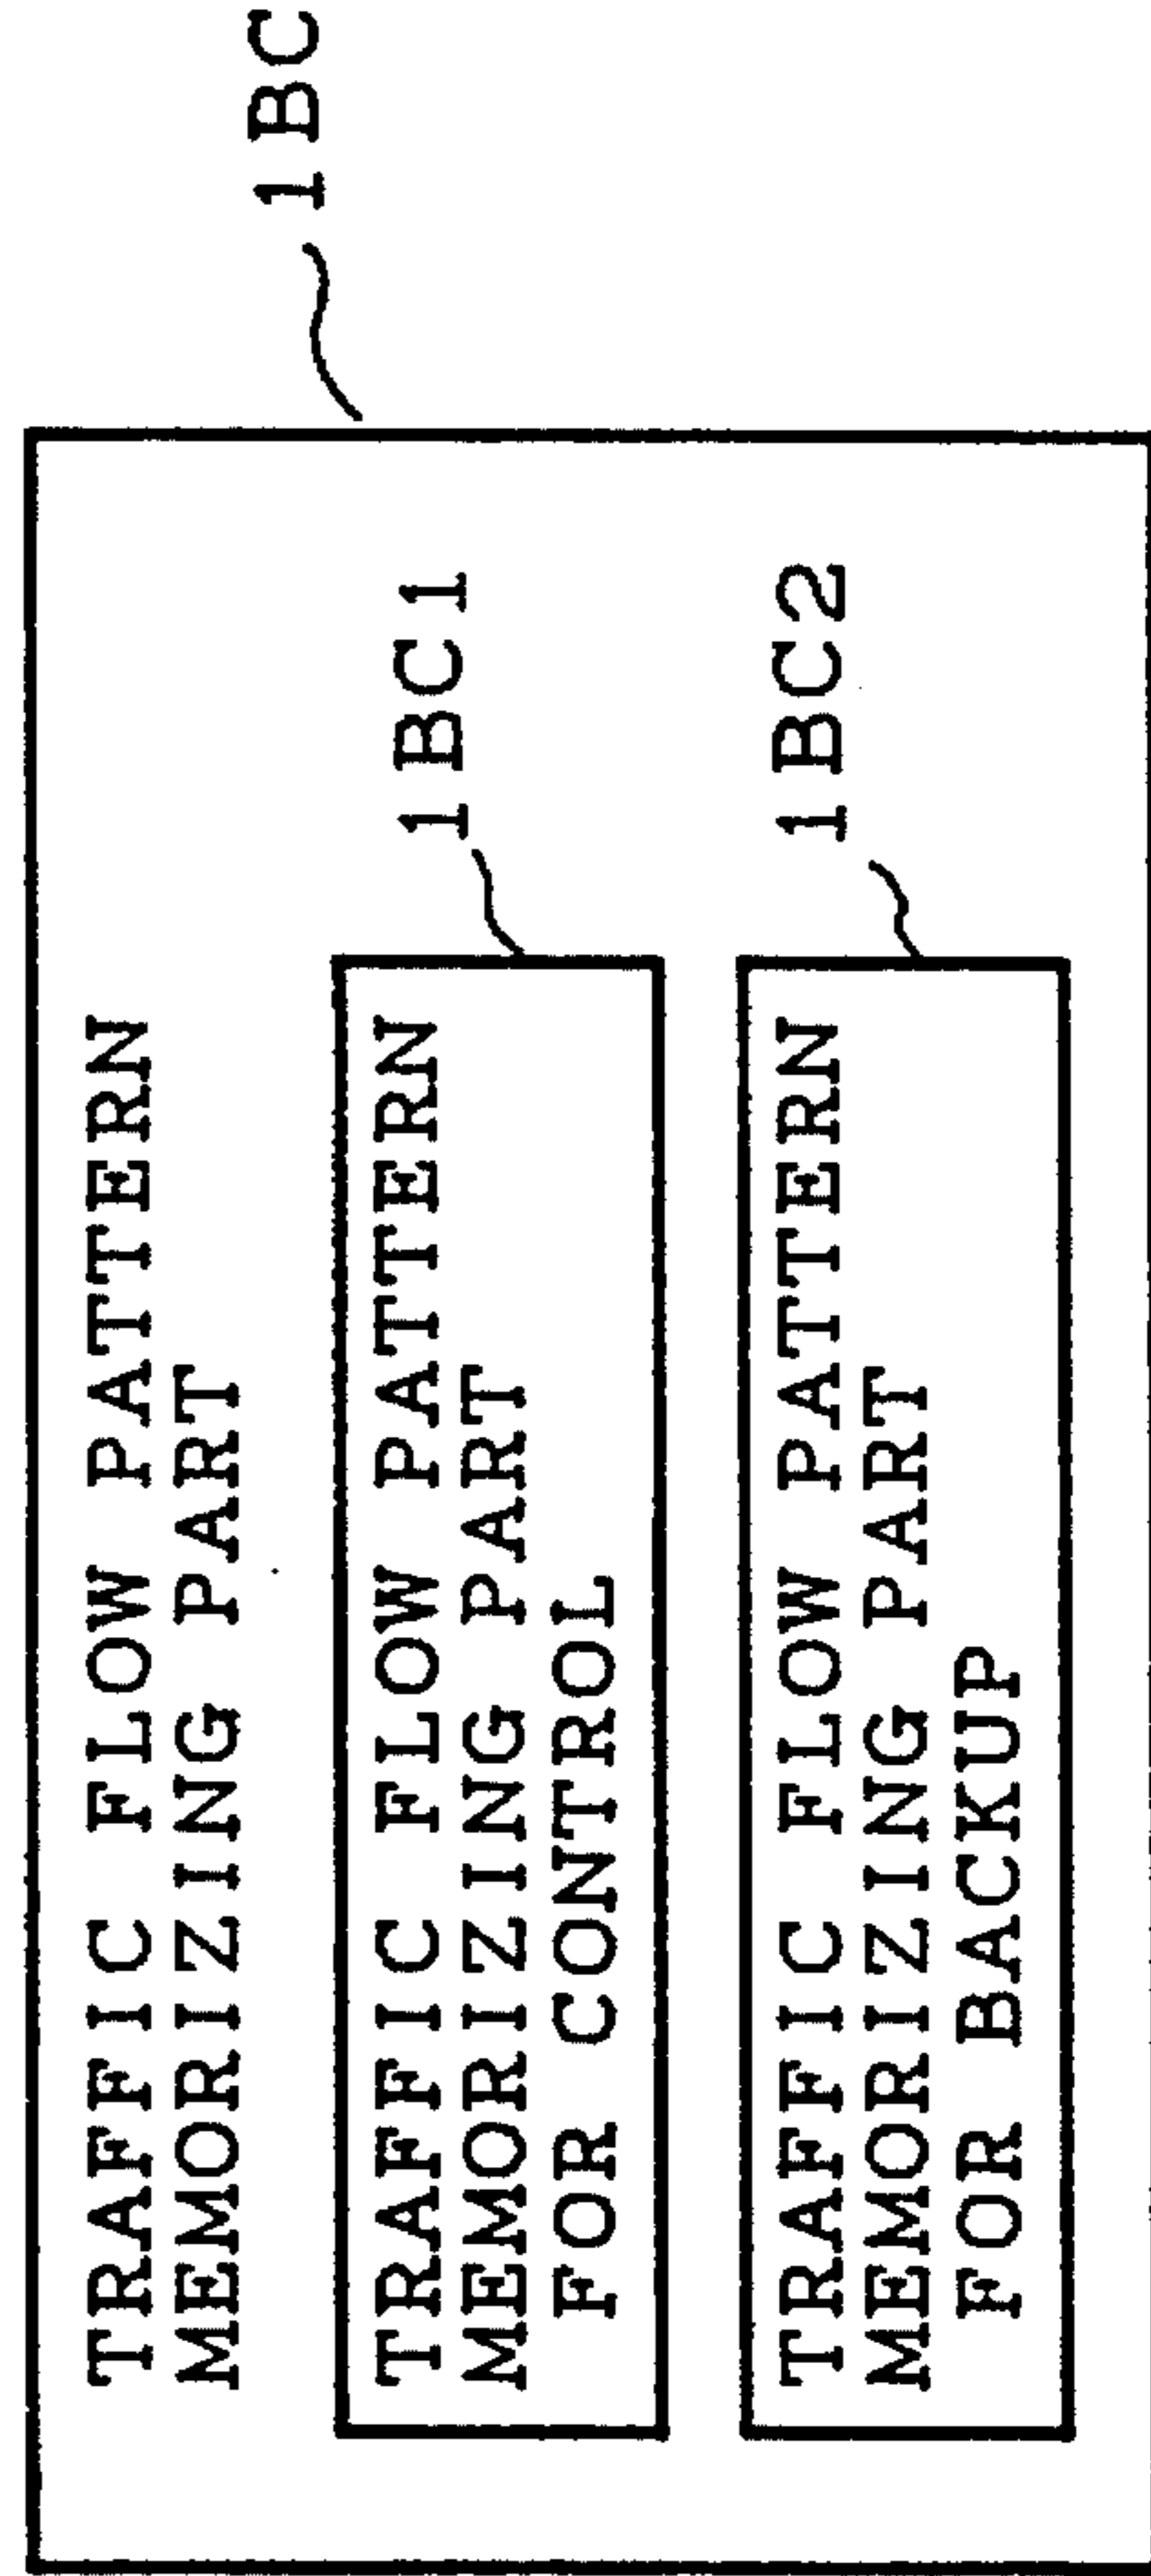 1BC
TRAFFIC FLOW PATTERN
MEMORIZING PART
1BC1
TRAFFIC FLOW PATTERN
MEMORIZING PART
FOR CONTROL
1BC2
TRAFFIC FLOW PATTERN
MEMORIZING PART
FOR BACKUP